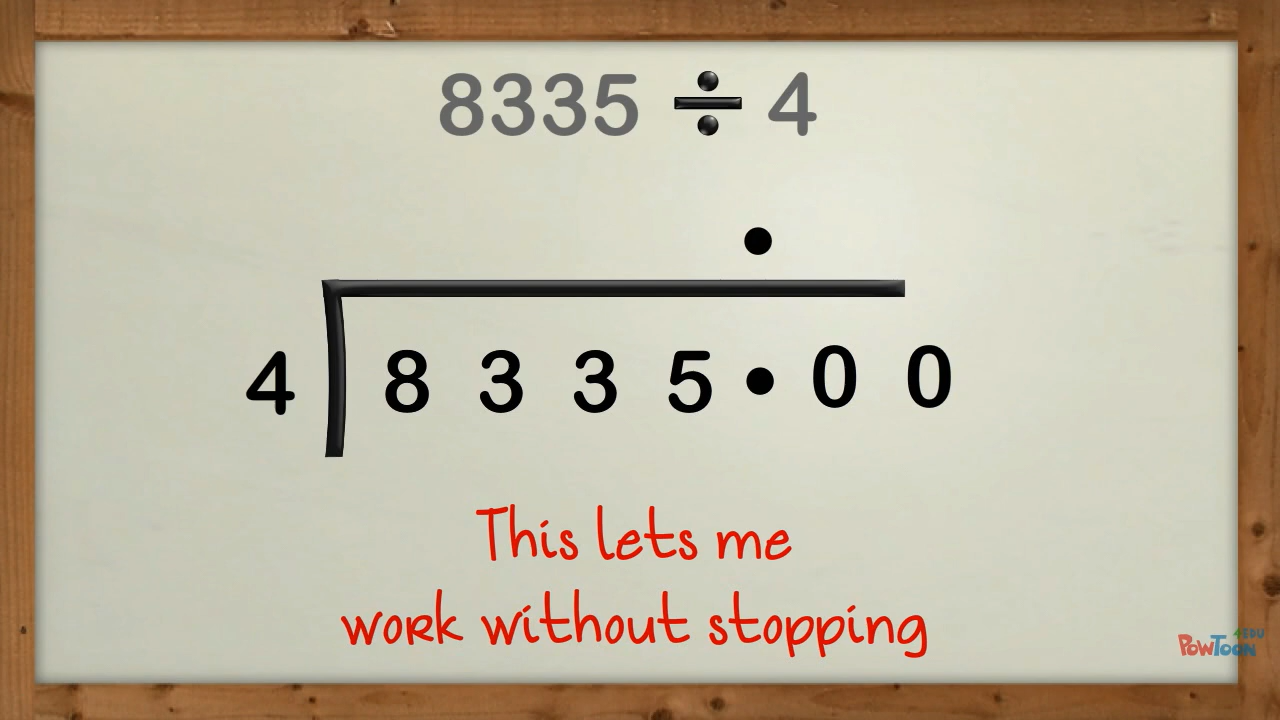 8335 ÷ 4
•
4 8 3 3 5 • 0 0
This lets me
work without stopping
POWTOON 4EDU